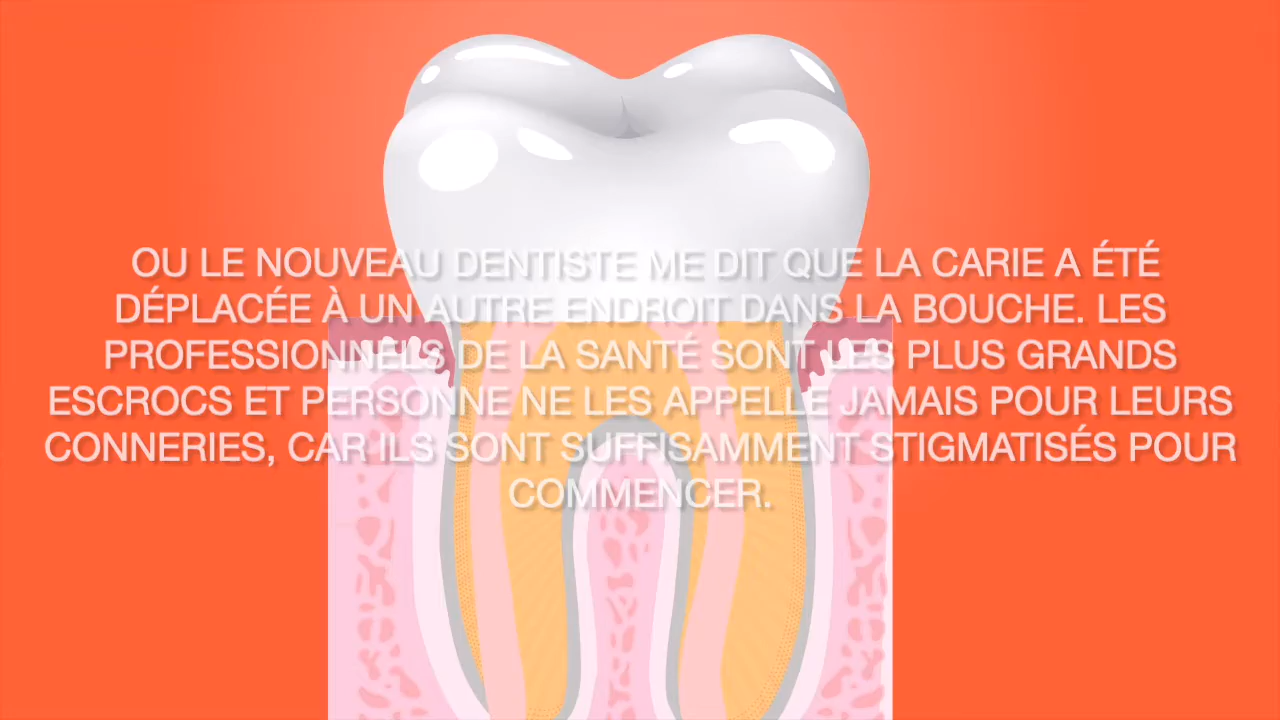 OU LE NOUVEAU DENTISTE ME DIT QUE LA CARIE A ÉTÉ
DÉPLACÉE À UN AUTRE ENDROIT DANS LA BOUCHE. LES
PROFESSIONNELS DE LA SANTÉ SONT LES PLUS GRANDS
ESCROCS ET PERSONNE NE LES APPELLE JAMAIS POUR LEURS
CONNERIES, CAR ILS SONT SUFFISAMMENT STIGMATISÉS POUR
COMMENCER.